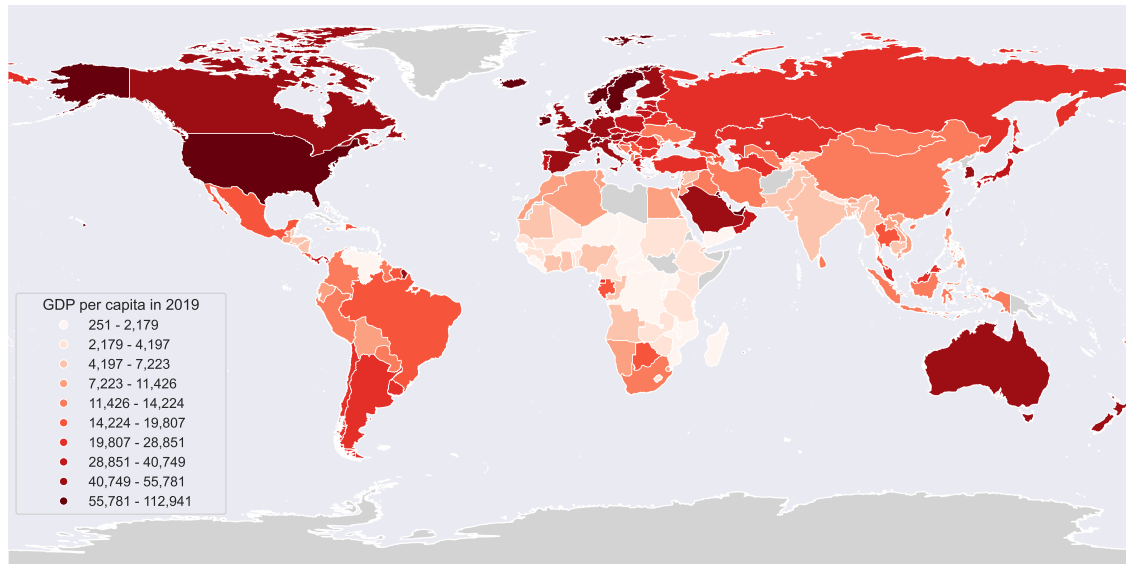 GDP per capita in 2019
251 - 2,179
2,179 - 4,197
4,197 - 7,223
7,223 - 11,426
11,426 - 14,224
14,224 - 19,807
19,807 - 28,851
28,851 - 40,749
40,749 - 55,781
55,781 - 112,941